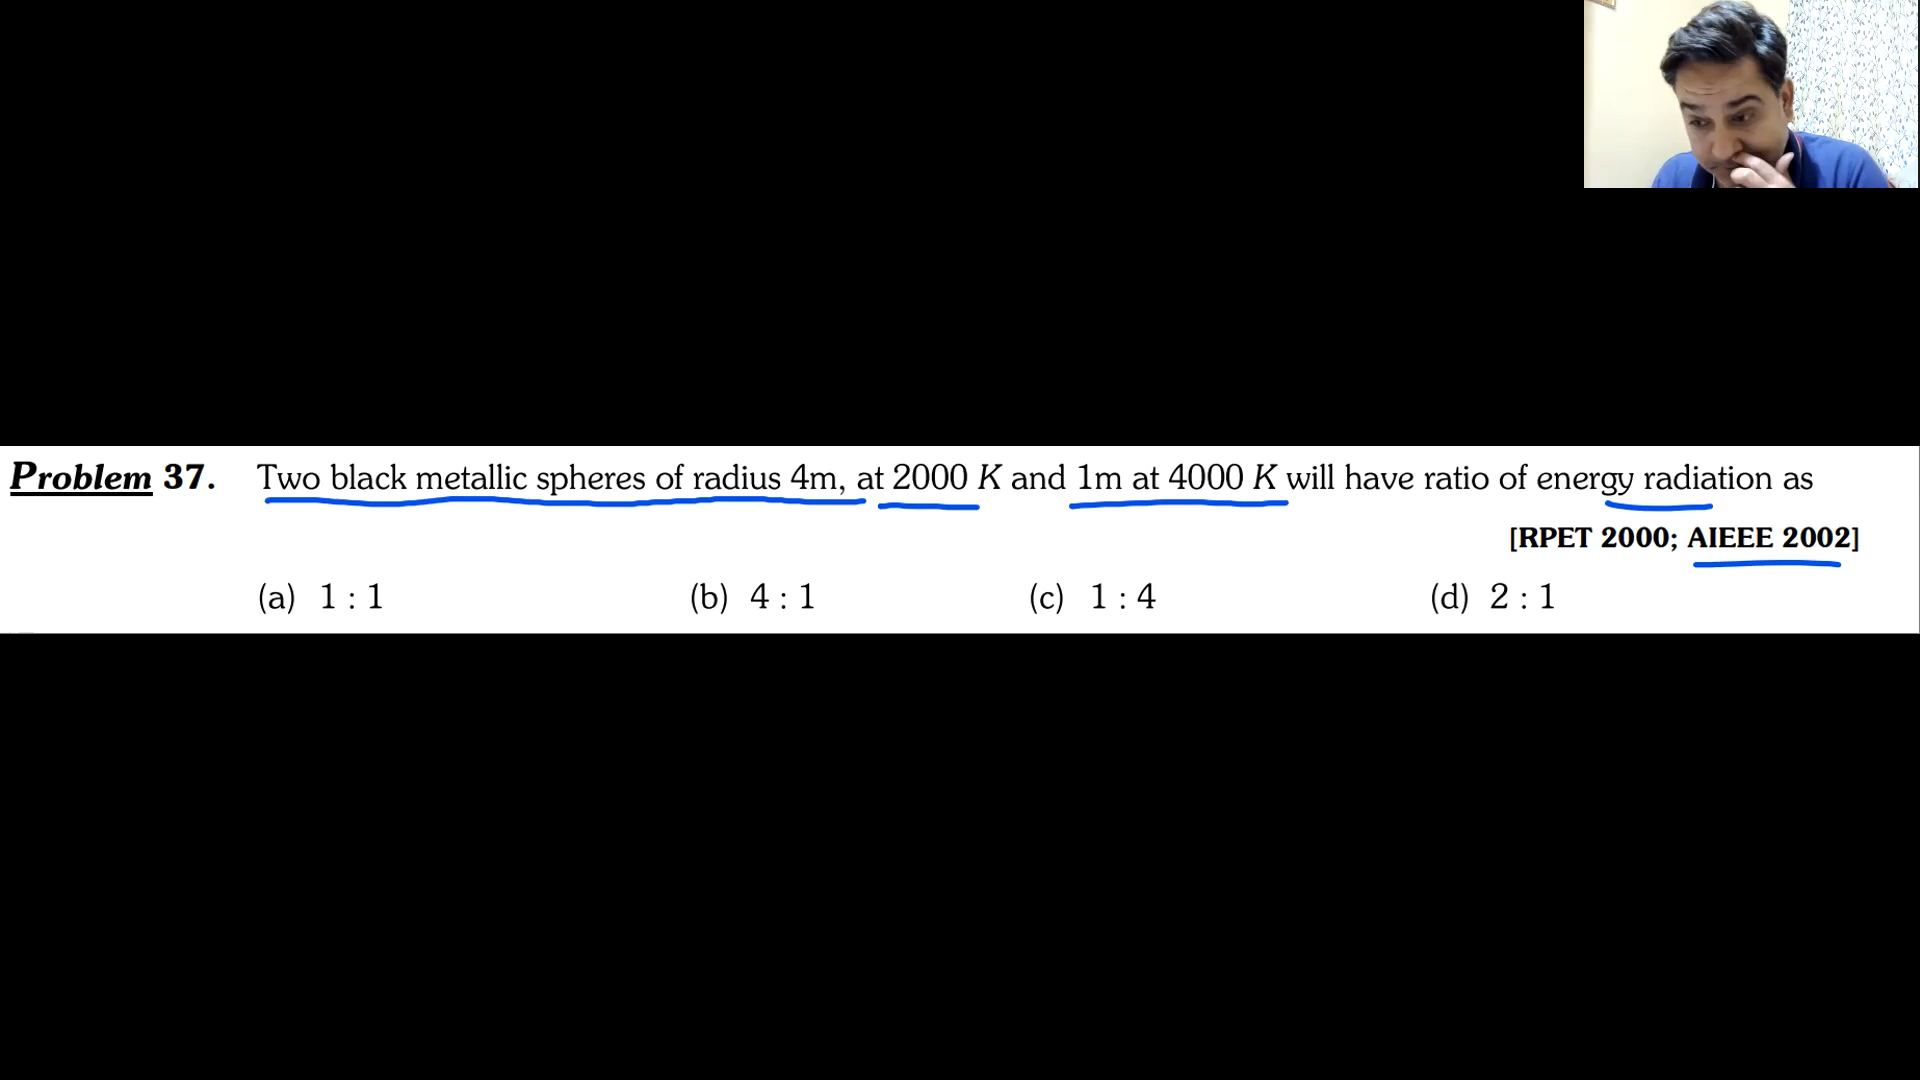 Problem 37. Two black metallic spheres of radius 4m, at 2000 K and 1m at 4000 K will have ratio of energy radiation as
[RPET 2000; AIEEE 2002]
(a) 1 : 1 (b) 4 : 1 (c) 1 : 4 (d) 2 : 1